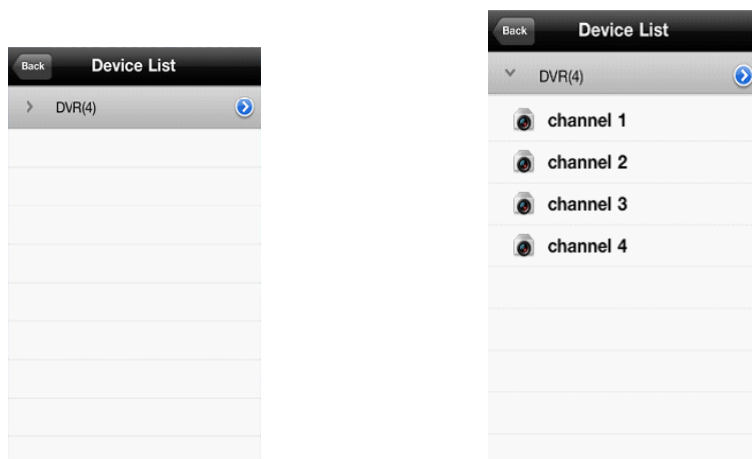 Back Device List
DVR(4)
Back Device List
DVR(4)
channel 1
channel 2
channel 3
channel 4